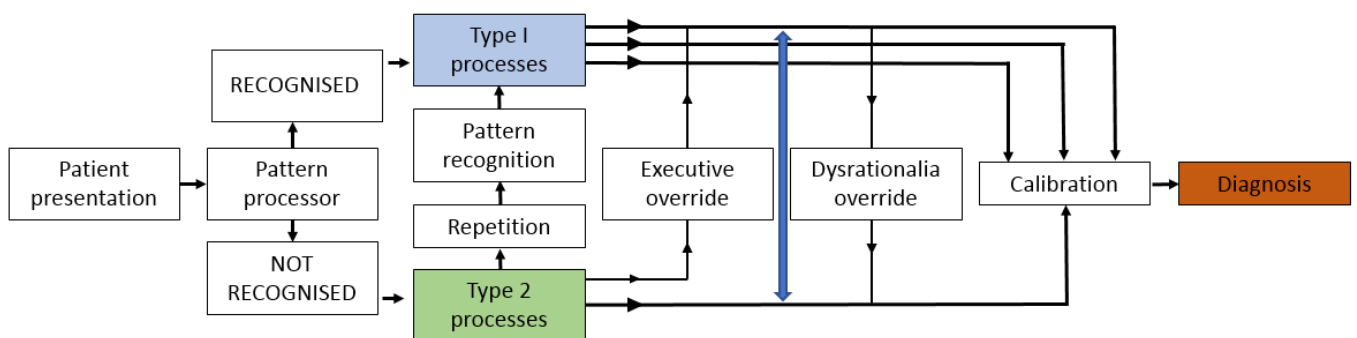 Patient
presentation
Pattern
processor
RECOGNISED
NOT
RECOGNISED
Type I
processes
Pattern
recognition
Repetition
Type 2
processes
Executive
override
Dysrationalia
override
Calibration
Diagnosis